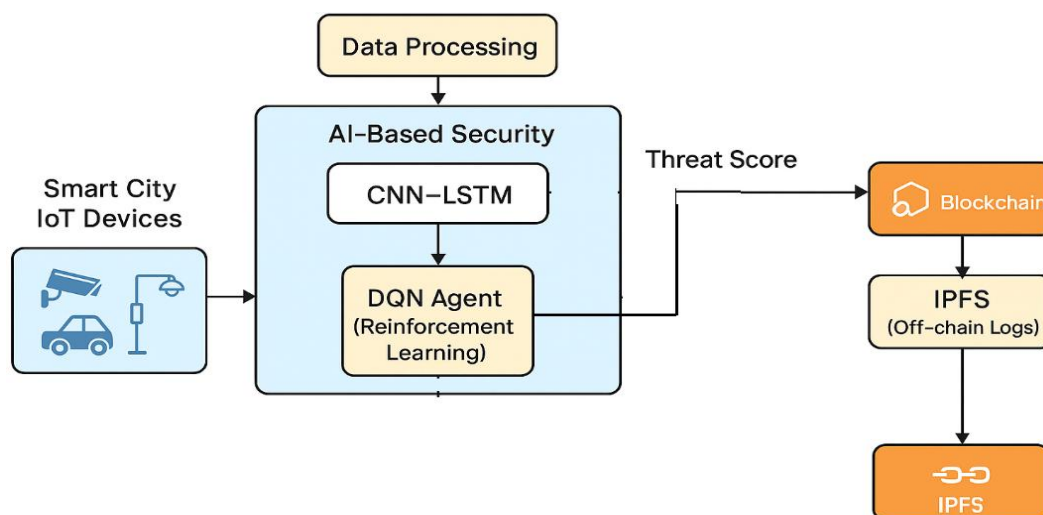 Data Processing
AI-Based Security
CNN–LSTM
DQN Agent
(Reinforcement
Learning)
Smart City
IoT Devices
Threat Score
Blockchain
IPFS
(Off-chain Logs)
IPFS